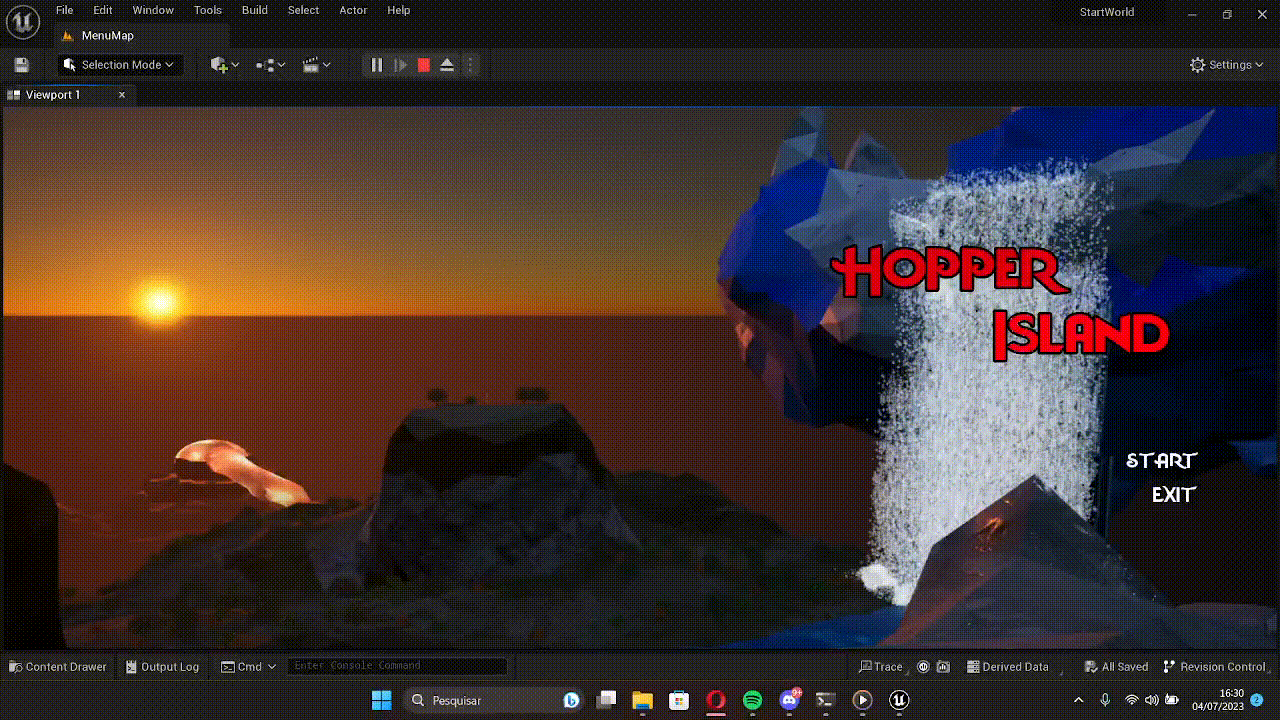 File Edit Window Tools Build Select Actor Help StartWorld
MenuMap
Selection Mode Settings
Viewport 1
HOPPER
ISLAND
START
EXIT
Content Drawer Output Log Cmd Enter Console Command Trace Derived Data All Saved Revision Control
Pesquisar 9+ 16:30
04/07/2023 2